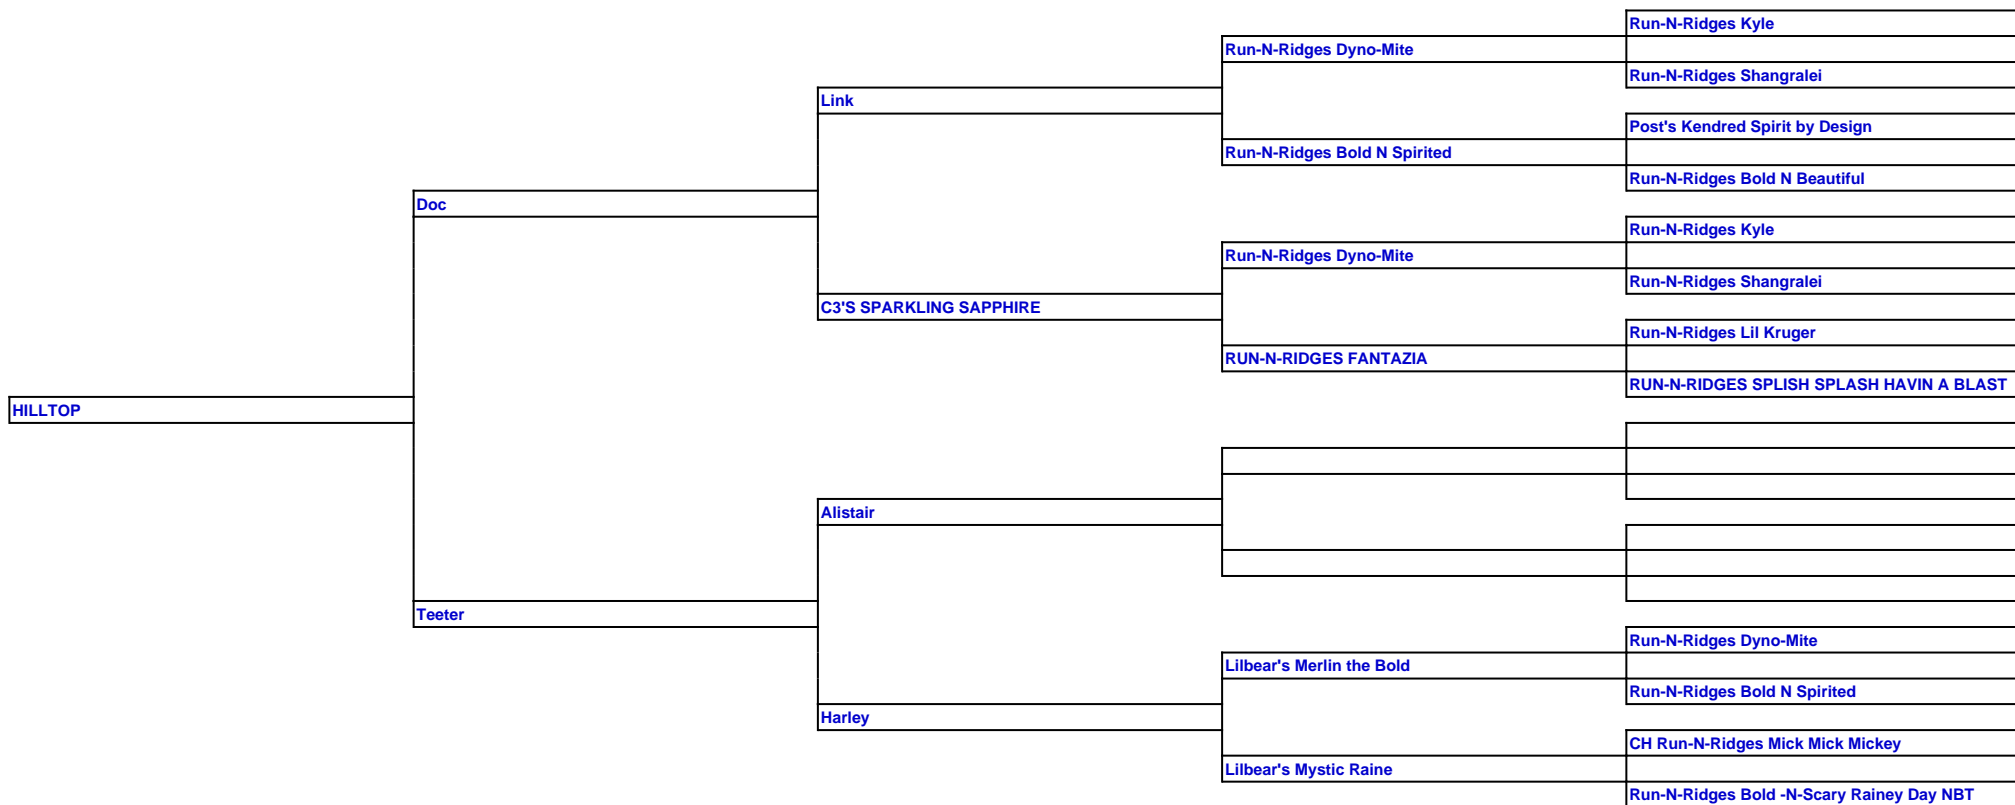 Run-N-Ridges Kyle
Run-N-Ridges Dyno-Mite
Run-N-Ridges Shangralei
Link
Post's Kendred Spirit by Design
Run-N-Ridges Bold N Spirited
Run-N-Ridges Bold N Beautiful
Doc
Run-N-Ridges Kyle
Run-N-Ridges Dyno-Mite
Run-N-Ridges Shangralei
C3'S SPARKLING SAPPHIRE
Run-N-Ridges Lil Kruger
RUN-N-RIDGES FANTAZIA
RUN-N-RIDGES SPLISH SPLASH HAVIN A BLAST
HILLTOP
Alistair
Teeter
Run-N-Ridges Dyno-Mite
Lilbear's Merlin the Bold
Run-N-Ridges Bold N Spirited
Harley
CH Run-N-Ridges Mick Mick Mickey
Lilbear's Mystic Raine
Run-N-Ridges Bold -N-Scary Rainey Day NBT